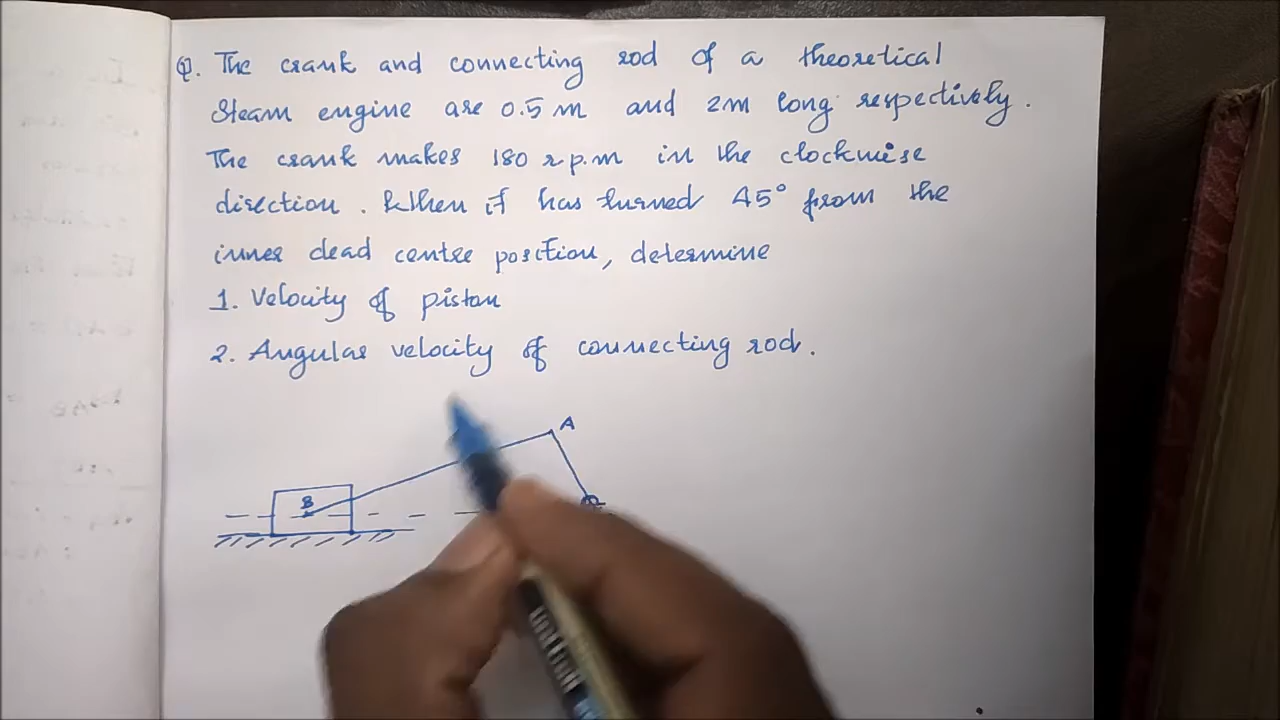 Q. The crank and connecting rod of a theoretical
Steam engine are 0.5 m and 2m long respectively.
The crank makes 180 r.p.m in the clockwise
direction. When it has turned 45° from the
inner dead centre position, determine
1. Velocity of piston
2. Angular velocity of connecting rod.
A
B